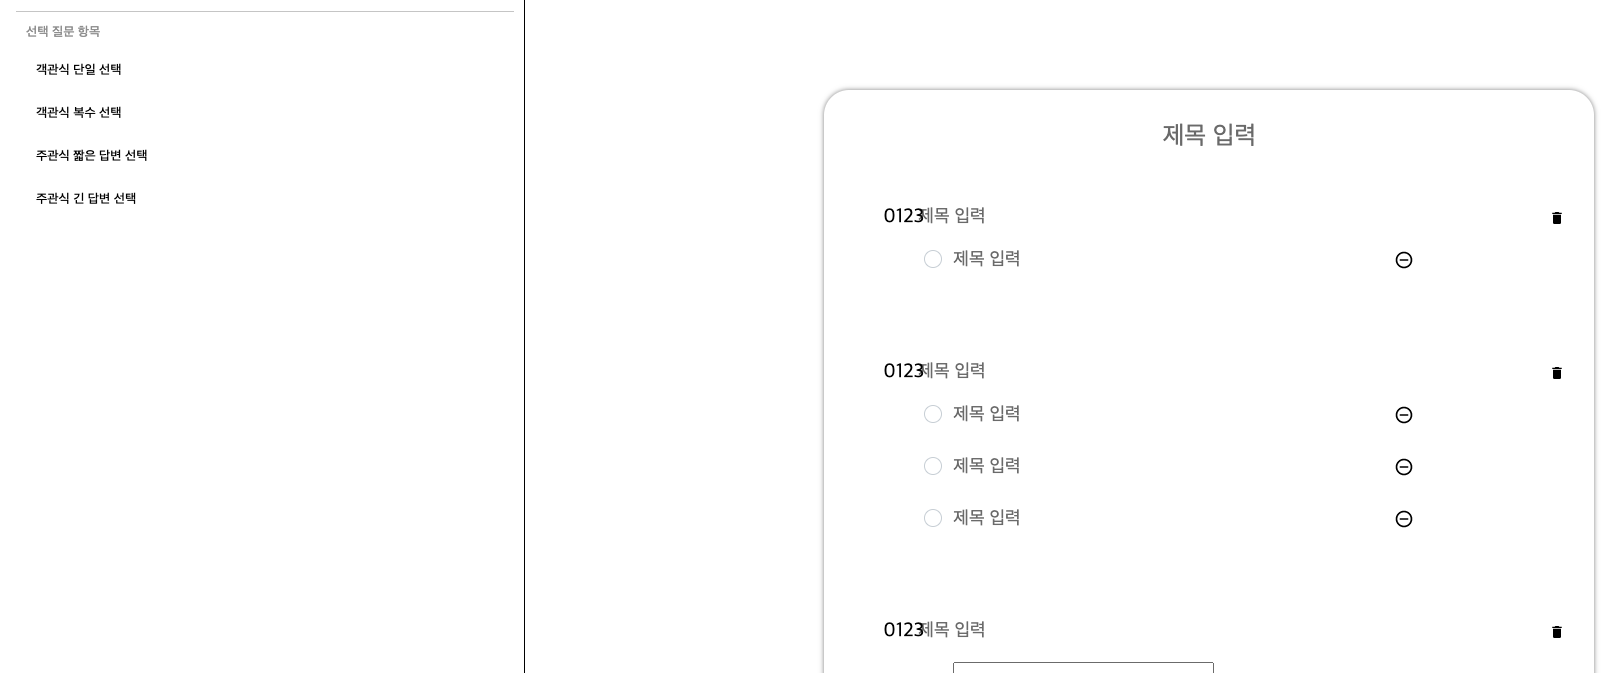 선택 질문 항목
객관식 단일 선택
객관식 복수 선택
주관식 짧은 답변 선택
주관식 긴 답변 선택
제목 입력
0123제목 입력
제목 입력
0123제목 입력
제목 입력
제목 입력
제목 입력
0123제목 입력